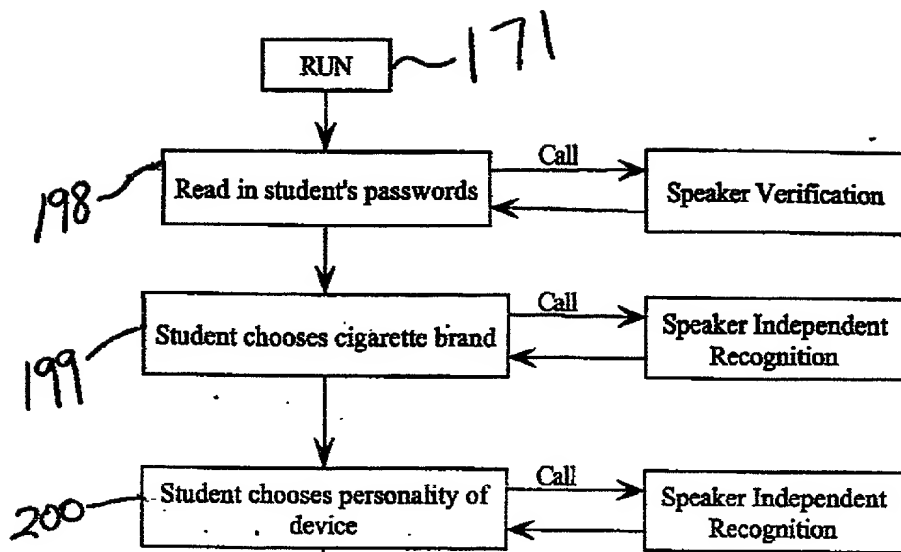 RUN
171
Call
198
Read in student's passwords
Speaker Verification
Call
199
Student chooses cigarette brand
Speaker Independent
Recognition
Call
200
Student chooses personality of
device
Speaker Independent
Recognition